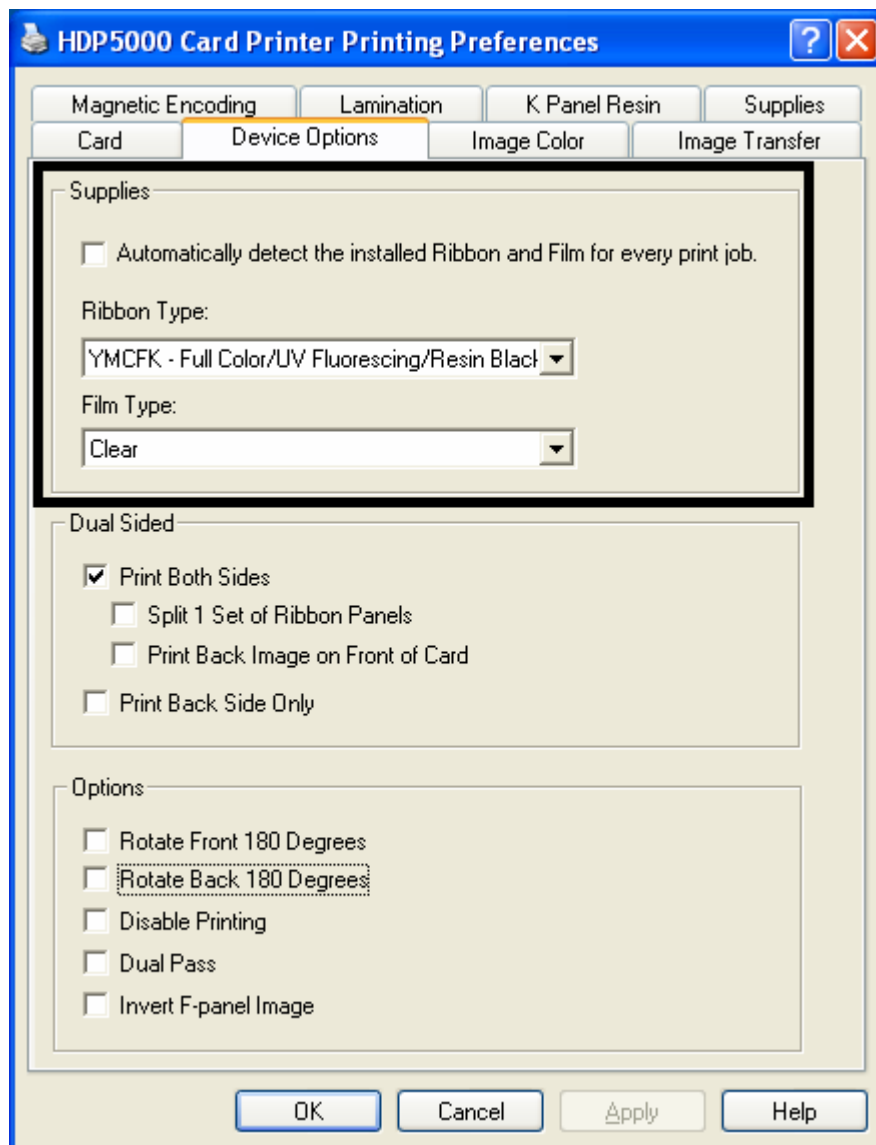 HDP5000 Card Printer Printing Preferences
Magnetic Encoding Lamination K Panel Resin Supplies
Card Device Options Image Color Image Transfer
Supplies
Automatically detect the installed Ribbon and Film for every print job.
Ribbon Type:
YMCFK - Full Color/UV Fluorescing/Resin Black
Film Type:
Clear
Dual Sided
Print Both Sides
Split 1 Set of Ribbon Panels
Print Back Image on Front of Card
Print Back Side Only
Options
Rotate Front 180 Degrees
Rotate Back 180 Degrees
Disable Printing
Dual Pass
Invert F-panel Image
OK Cancel Apply Help